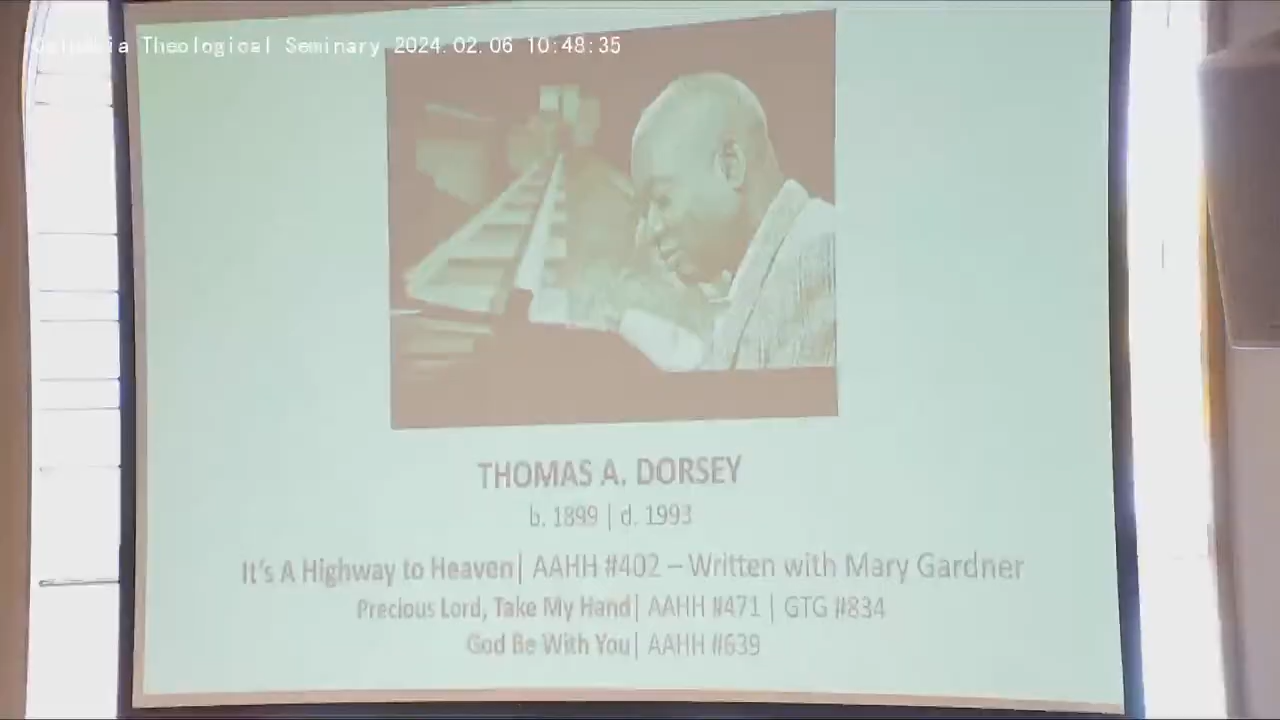 Theological Seminary 2024.02.06 10:48:35
THOMAS A. DORSEY
b. 1899 | d. 1993
It's A Highway to Heaven| AAHH #402 – Written with Mary Gardner
Precious Lord, Take My Hand| AAHH #471 | GTG #834
God Be With You| AAHH #639